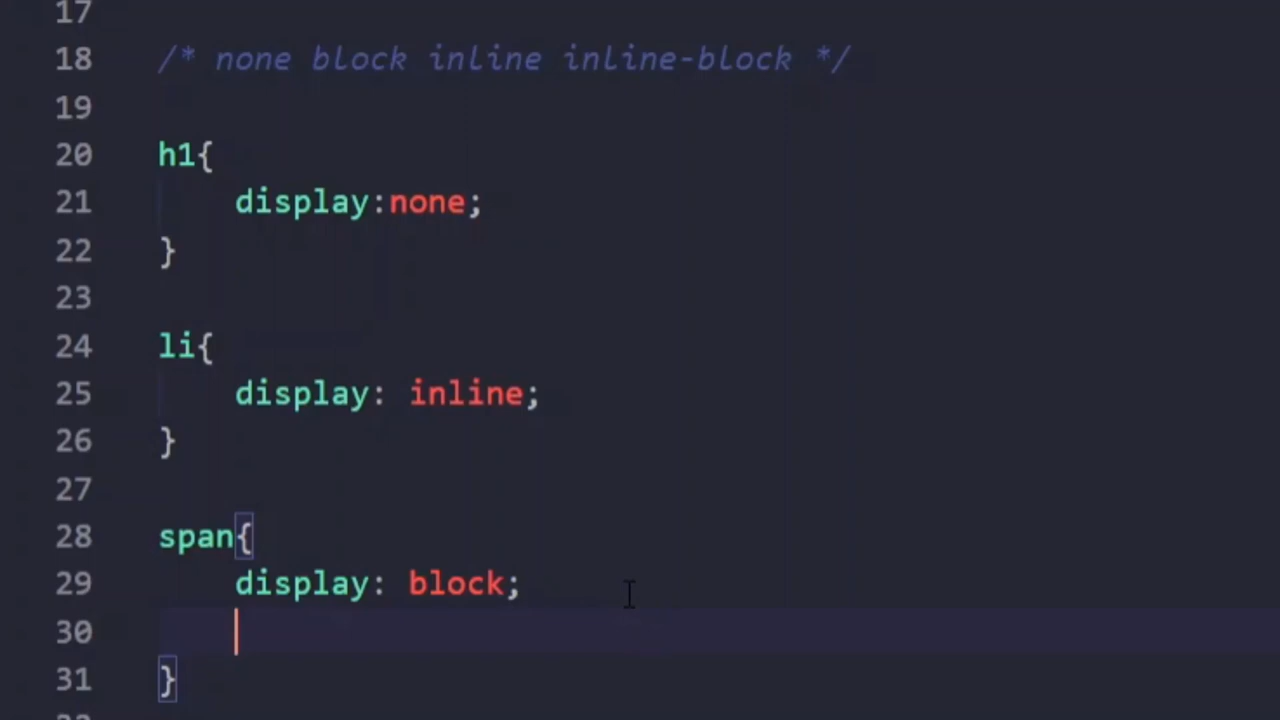 17
18 /* none block inline inline-block */
19
20 h1{
21 display:none;
22 }
23
24 li{
25 display: inline;
26 }
27
28 span{
29 display: block;
30
31 }